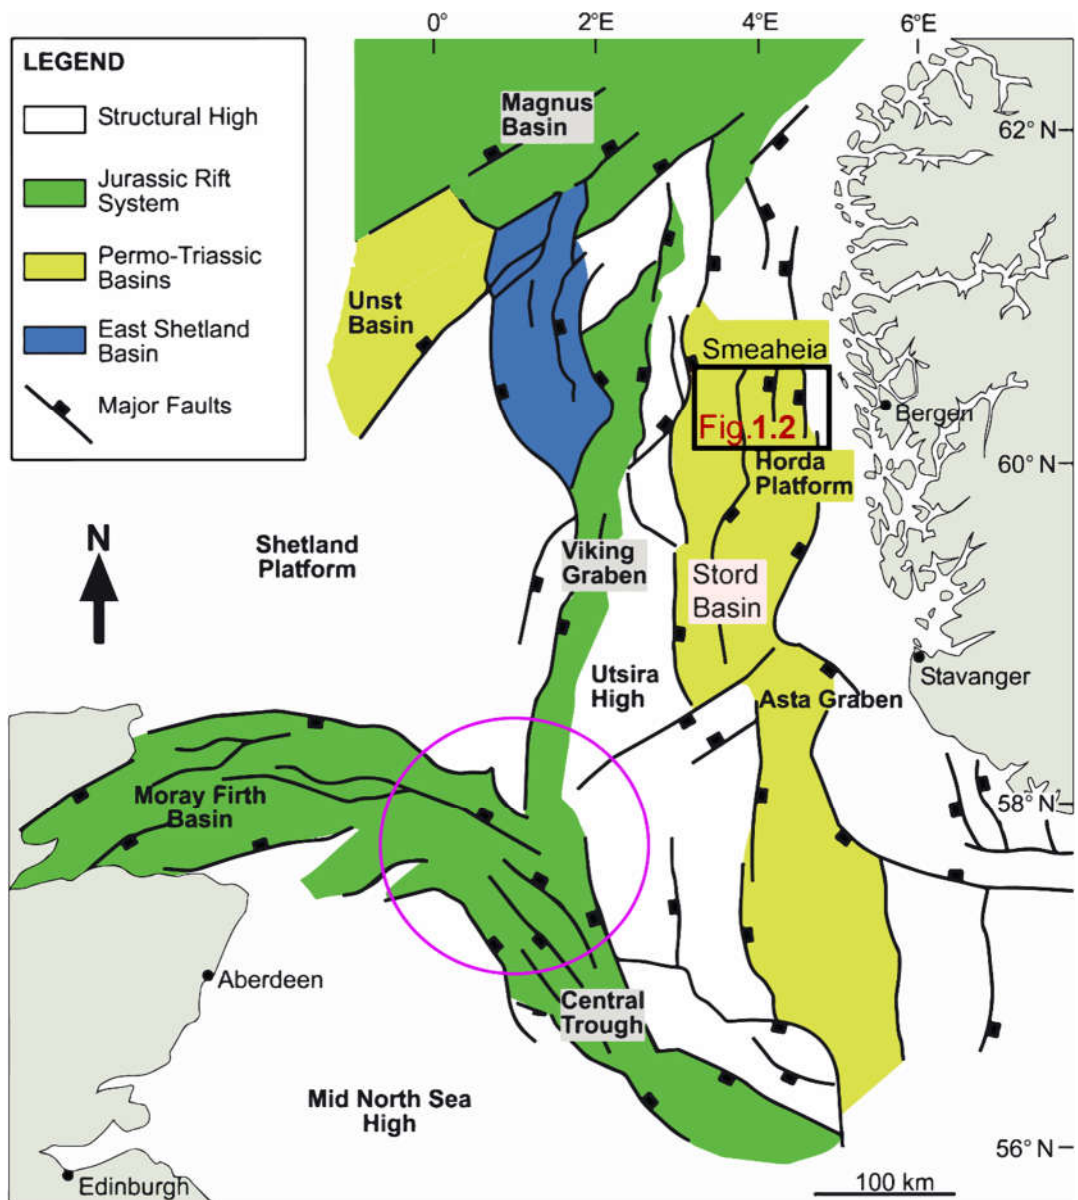 0°
2°E
4°E
6°E
LEGEND
Structural High
Jurassic Rift
System
Permo-Triassic
Basins
East Shetland
Basin
Major Faults
Magnus
Basin
62° N
Unst
Basin
Smeaheia
Fig.1.2
Bergen
Horda
Platform
60° N
N
Shetland
Platform
Viking
Graben
Stord
Basin
Utsira
High
Stavanger
Asta Graben
Moray Firth
Basin
58° N
Aberdeen
Central
Trough
Mid North Sea
High
56° N
Edinburgh
100 km